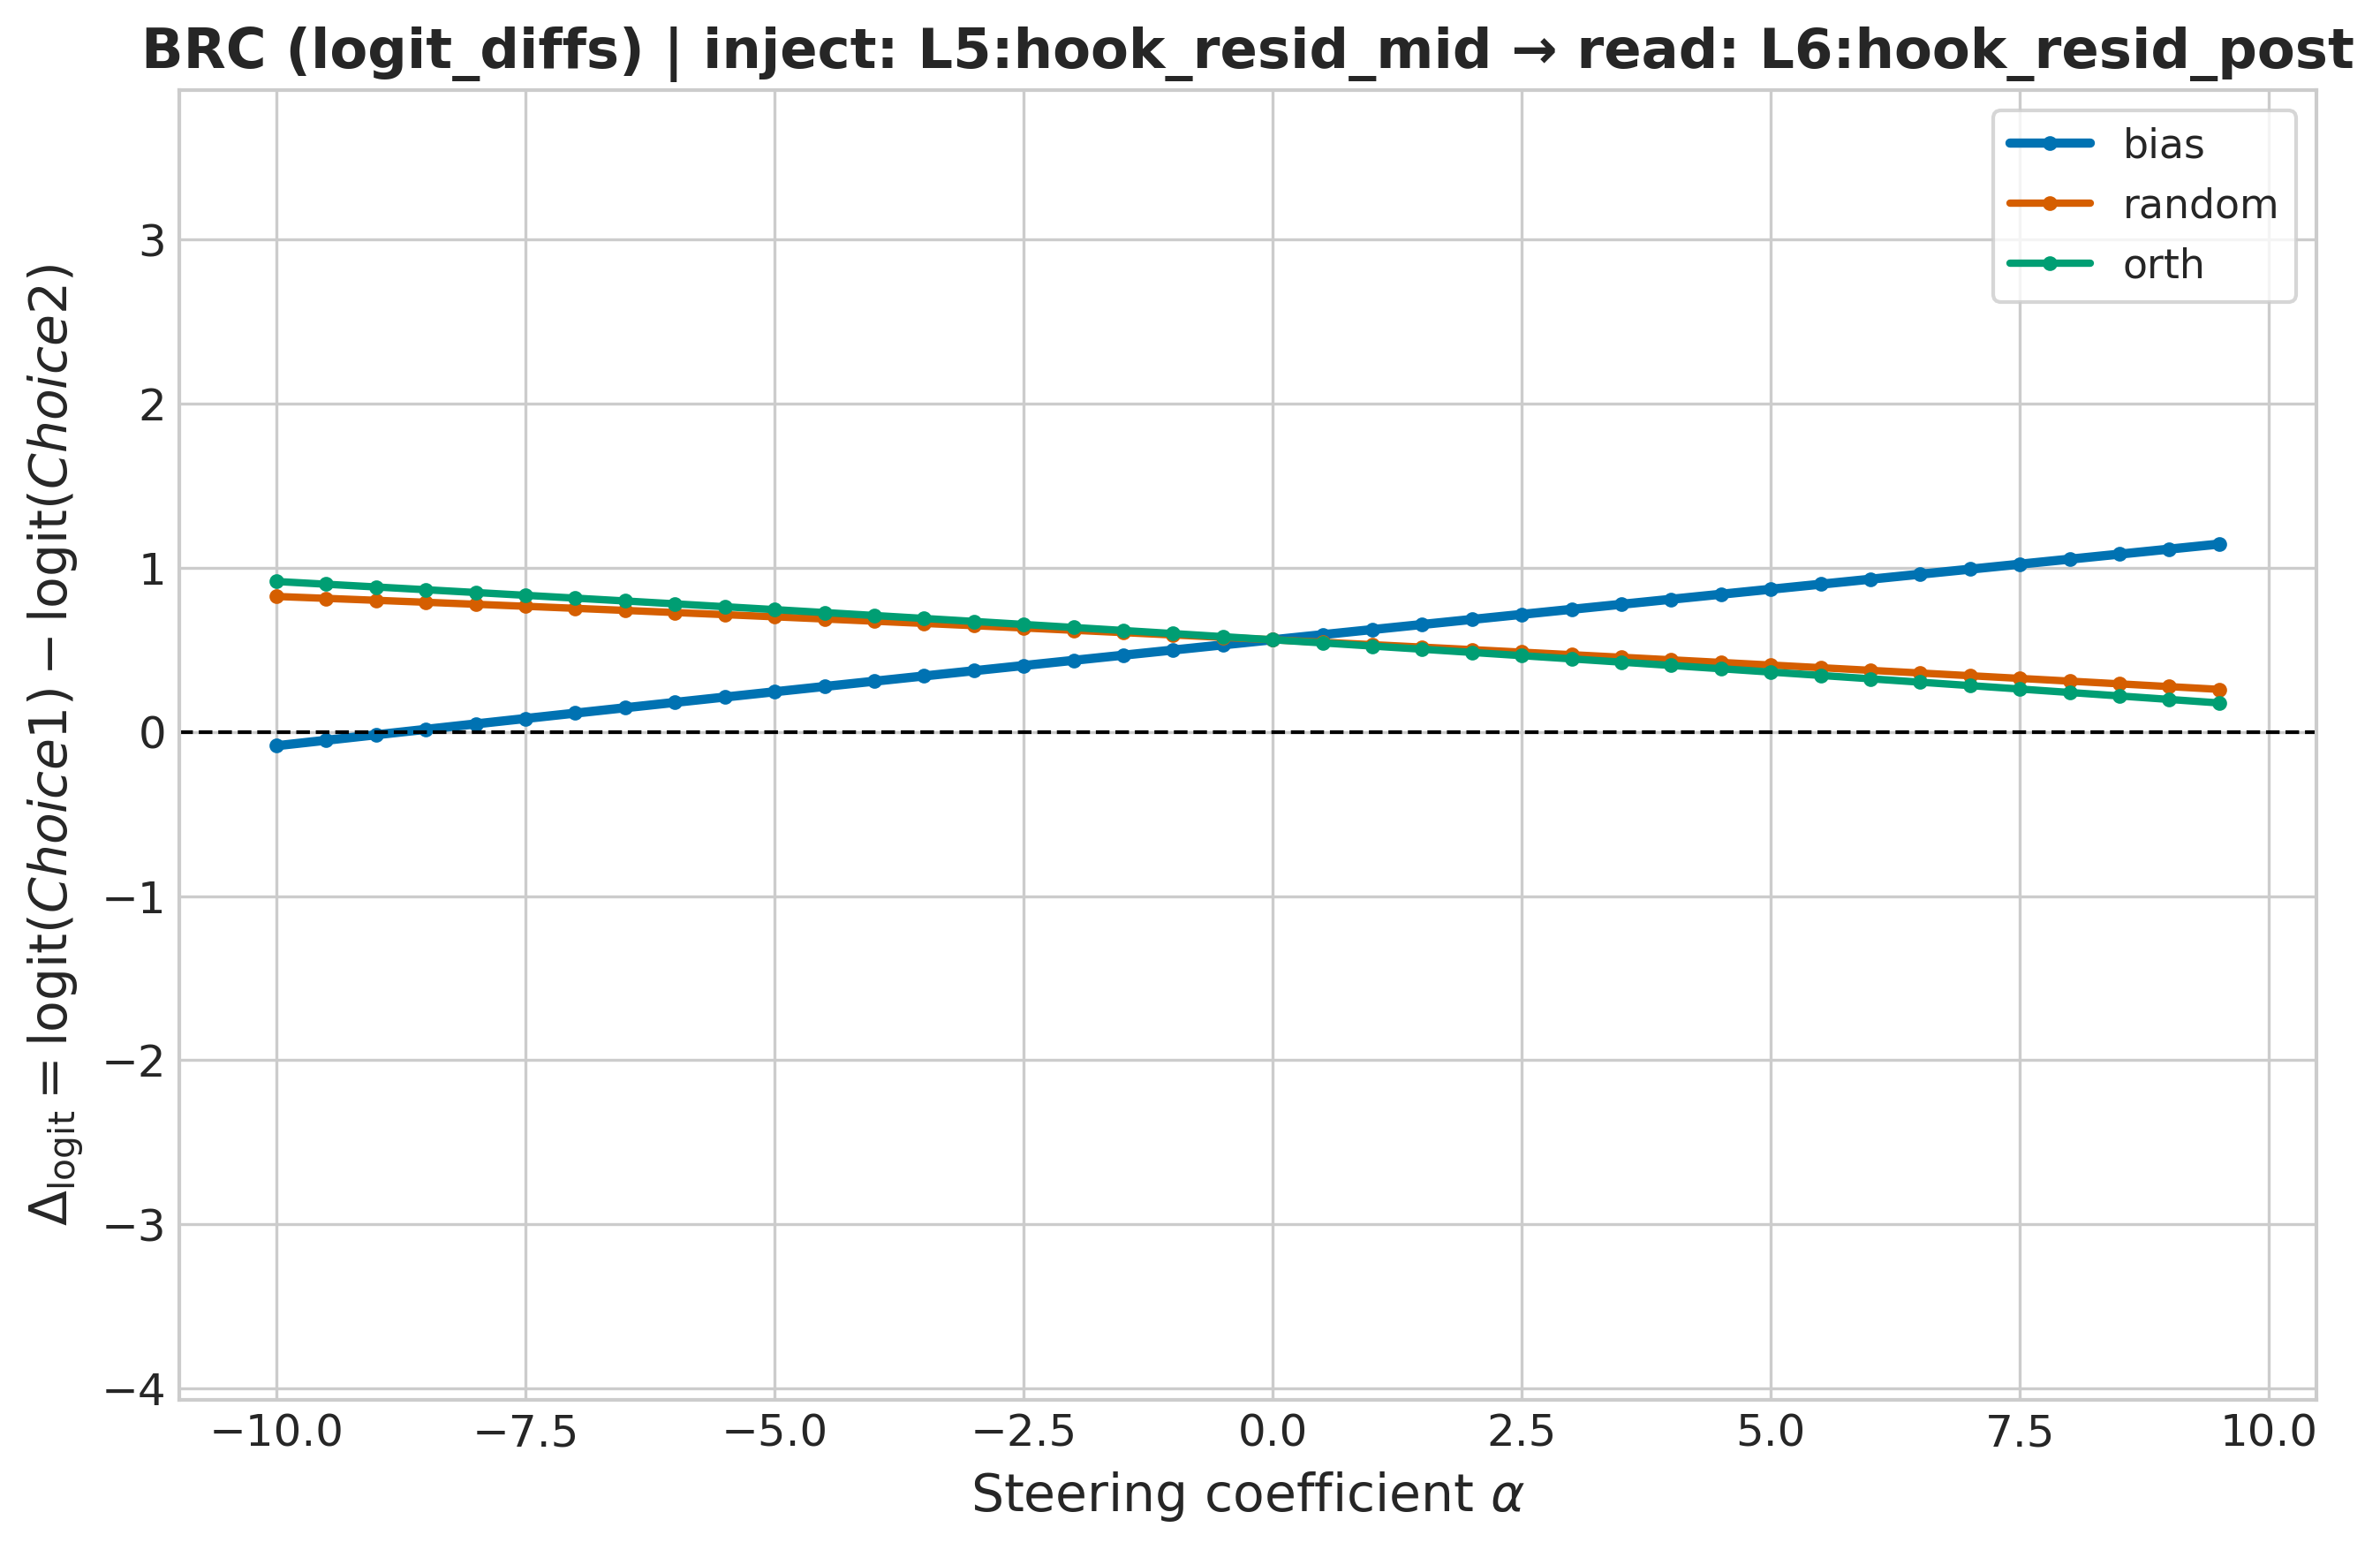 BRC (logit_diffs) | inject: L5:hook_resid_mid → read: L6:hook_resid_post
Δlogit = logit(Choice1) − logit(Choice2)
bias
random
orth
3
2
1
0
−1
−2
−3
−4
−10.0 −7.5 −5.0 −2.5 0.0 2.5 5.0 7.5 10.0
Steering coefficient α